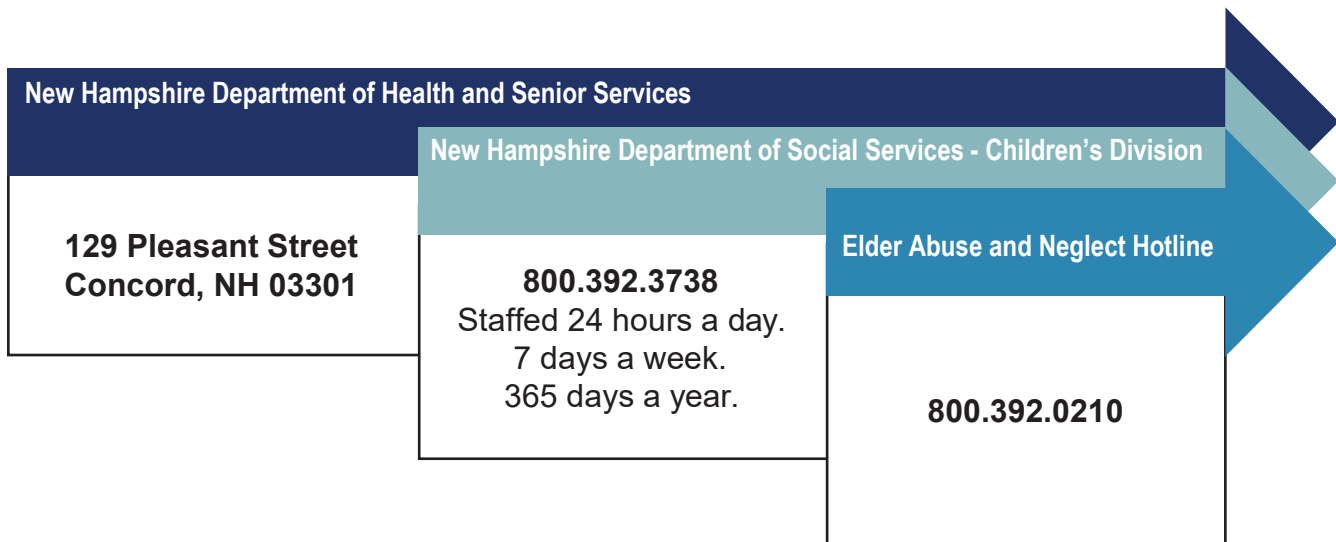 New Hampshire Department of Health and Senior Services
129 Pleasant Street
Concord, NH 03301
New Hampshire Department of Social Services - Children’s Division
800.392.3738
Staffed 24 hours a day.
7 days a week.
365 days a year.
Elder Abuse and Neglect Hotline
800.392.0210